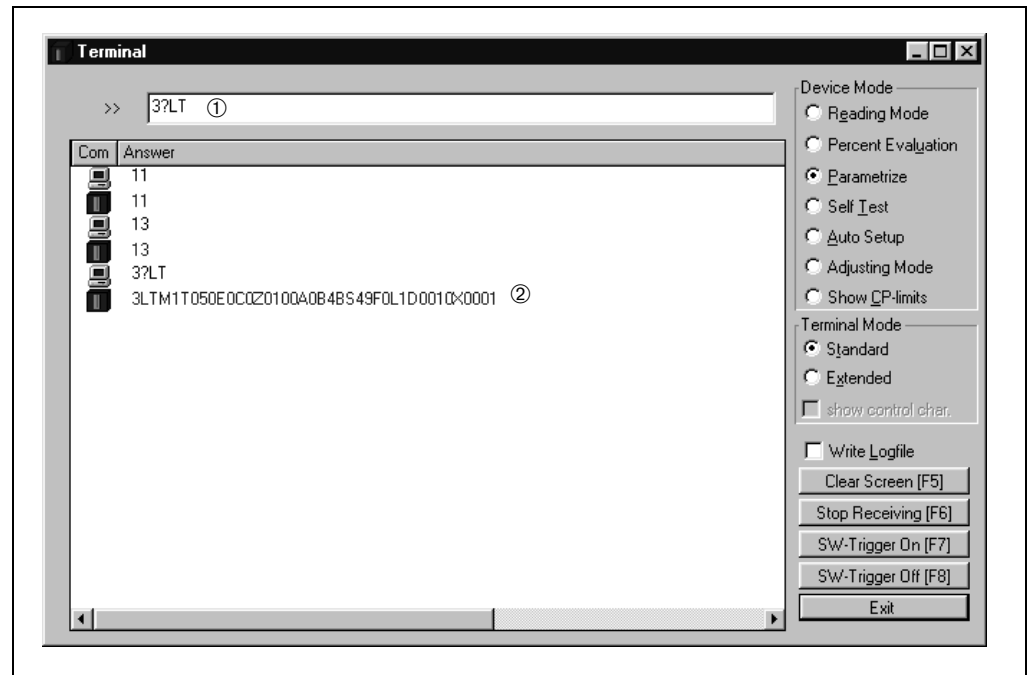 Terminal
>> 3?LT ①
Com Answer
11
11
13
13
3?LT
3LTM1T050E0C0Z0100A0B4BS49F0L1D0010X0001 ②
Device Mode
Reading Mode
Percent Evaluation
Parametrize
Self Test
Auto Setup
Adjusting Mode
Show CP-limits
Terminal Mode
Standard
Extended
show control char.
Write Logfile
Clear Screen [F5]
Stop Receiving [F6]
SW-Trigger On [F7]
SW-Trigger Off [F8]
Exit